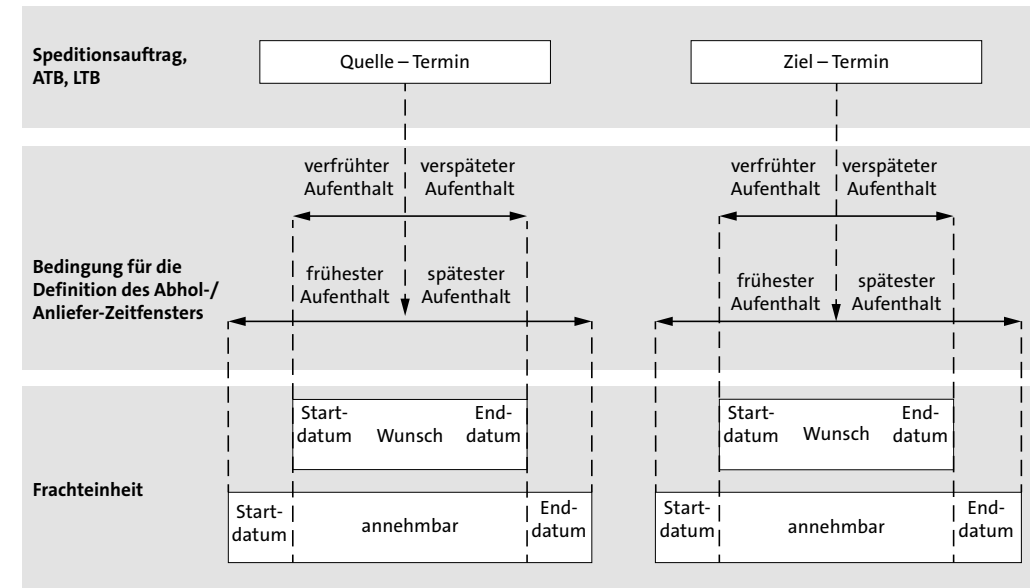 Speditionsauftrag,
ATB, LTB
Quelle – Termin
Ziel – Termin
Bedingung für die
Definition des Abhol-/
Anliefer-Zeitfensters
verfrühter
Aufenthalt
verspäteter
Aufenthalt
frühester
Aufenthalt
spätester
Aufenthalt
verfrühter
Aufenthalt
verspäteter
Aufenthalt
frühester
Aufenthalt
spätester
Aufenthalt
Frachteinheit
Start-
datum
Wunsch
End-
datum
Start-
datum
annehmbar
End-
datum
Start-
datum
Wunsch
End-
datum
Start-
datum
annehmbar
End-
datum